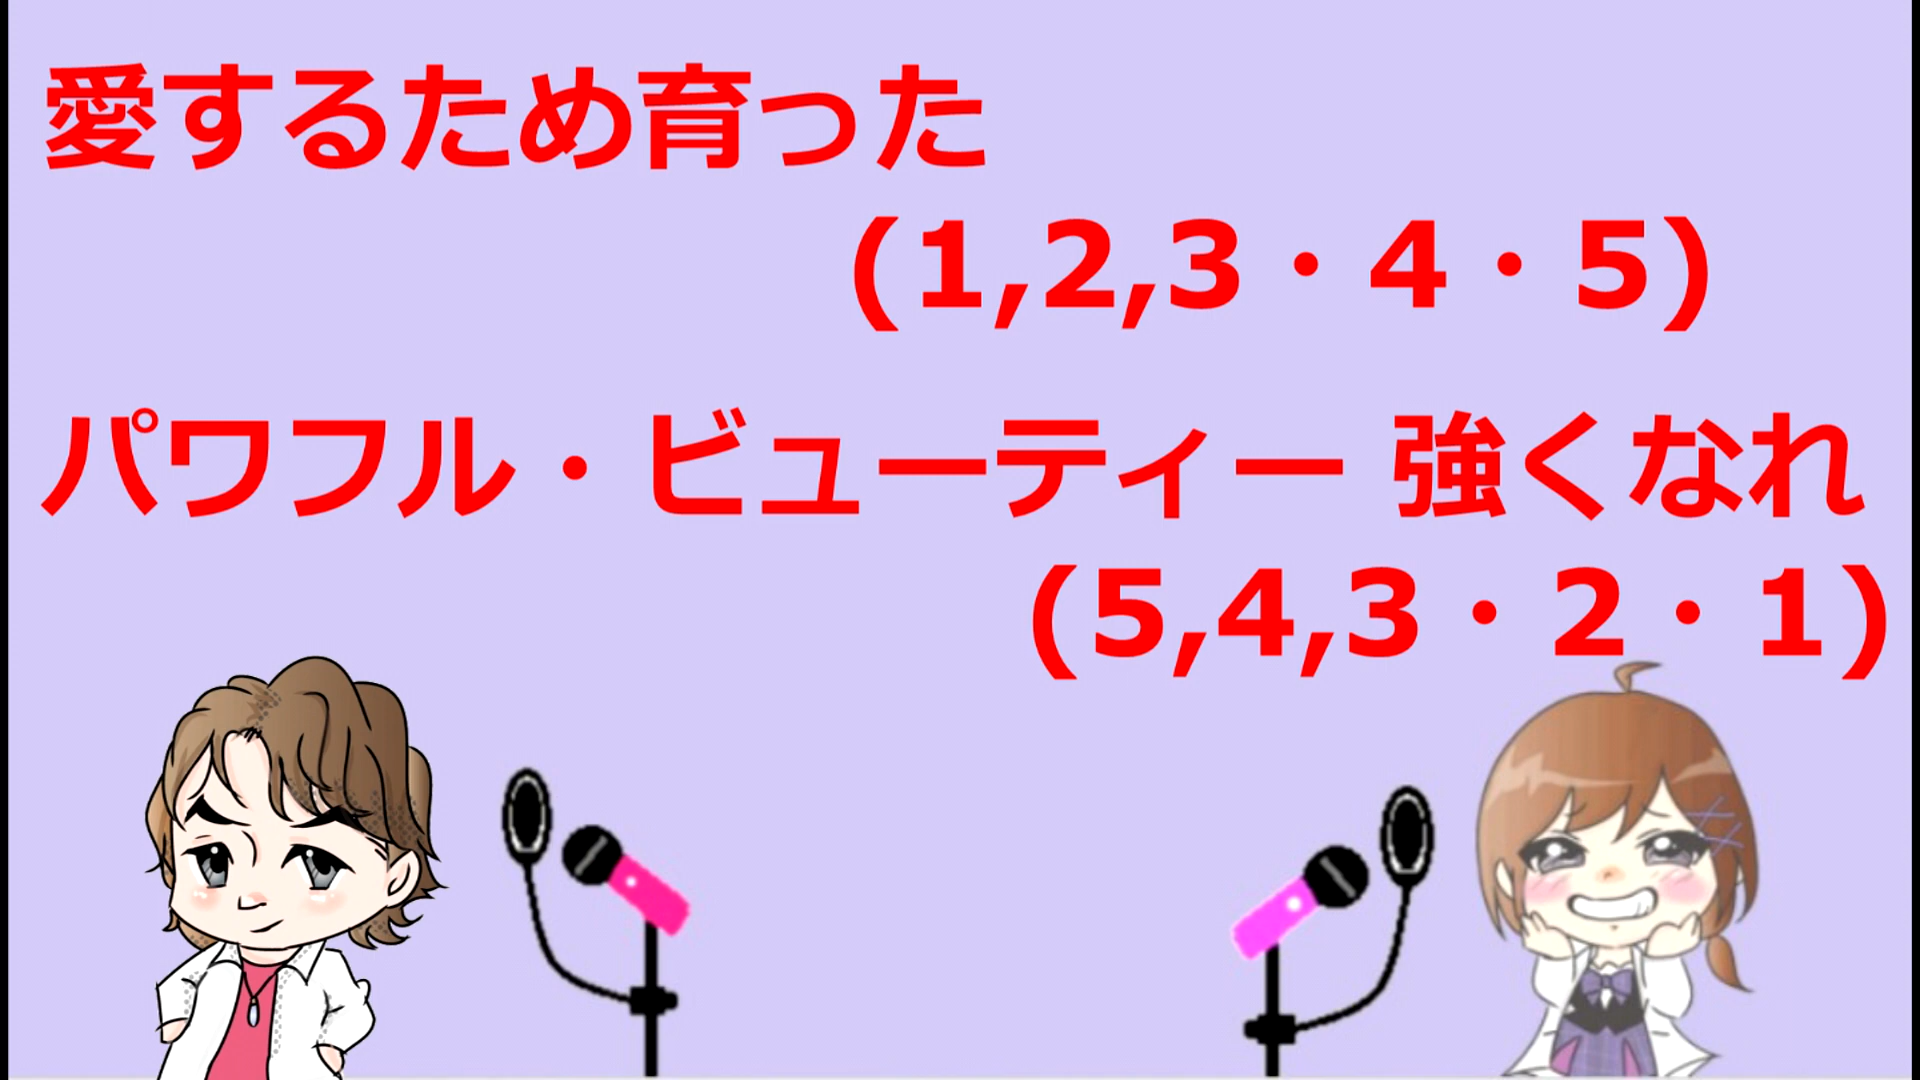 愛するため育った
(1,2,3・4・5)
パワフル・ビューティー 強くなれ
(5,4,3・2・1)